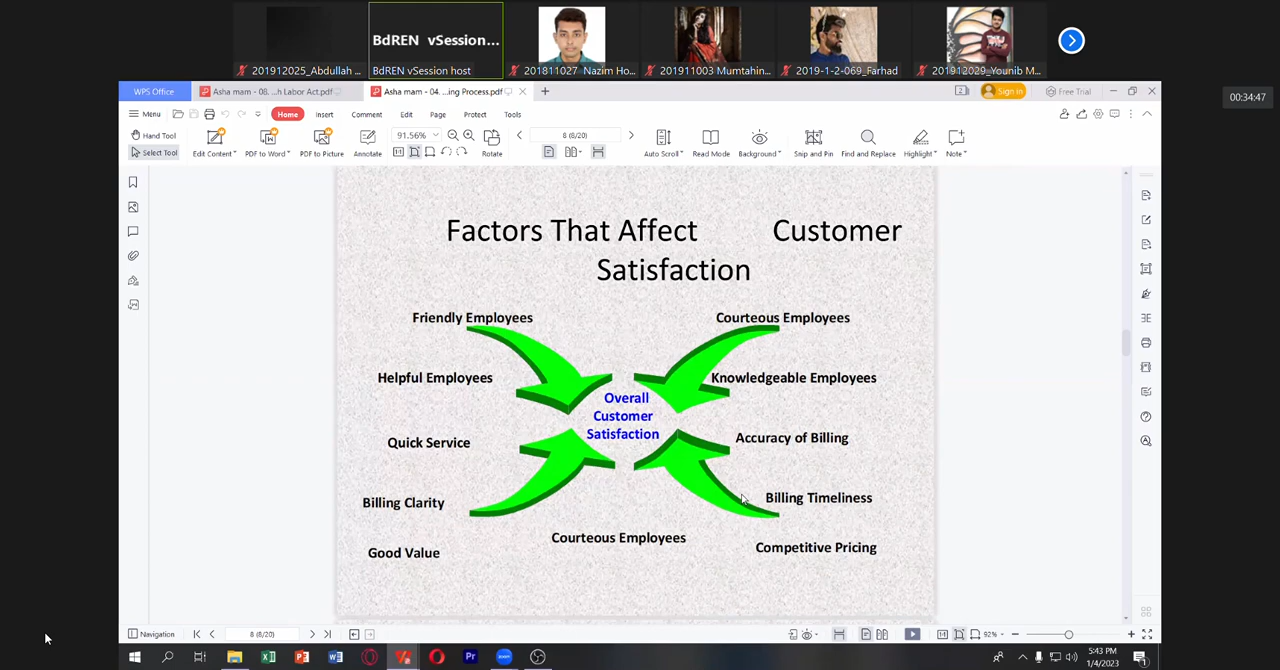 BdREN vSession...
201912025_Abdullah ...
BdREN vSession host
201811027 Nazim Ho...
201911003 Mumtahin...
2019-1-2-069_Farhad
201912029_Younib M...
00:34:47
WPS Office
Asha mam - 08. ...h Labor Act.pdf
Asha mam - 04. ...ing Process.pdf
2
Sign in
Free Trial
Menu
Home
Insert
Comment
Edit
Page
Protect
Tools
Hand Tool
Select Tool
Edit Content
PDF to Word
PDF to Picture
Annotate
91.56%
Rotate
8 (8/20)
Auto Scroll
Read Mode
Background
Snip and Pin
Find and Replace
Highlight
Note
Factors That Affect Customer
Satisfaction
Friendly Employees
Courteous Employees
Helpful Employees
Knowledgeable Employees
Overall
Customer
Satisfaction
Quick Service
Accuracy of Billing
Billing Clarity
Billing Timeliness
Courteous Employees
Good Value
Competitive Pricing
Navigation
8 (8/20)
92%
5:43 PM
1/4/2023